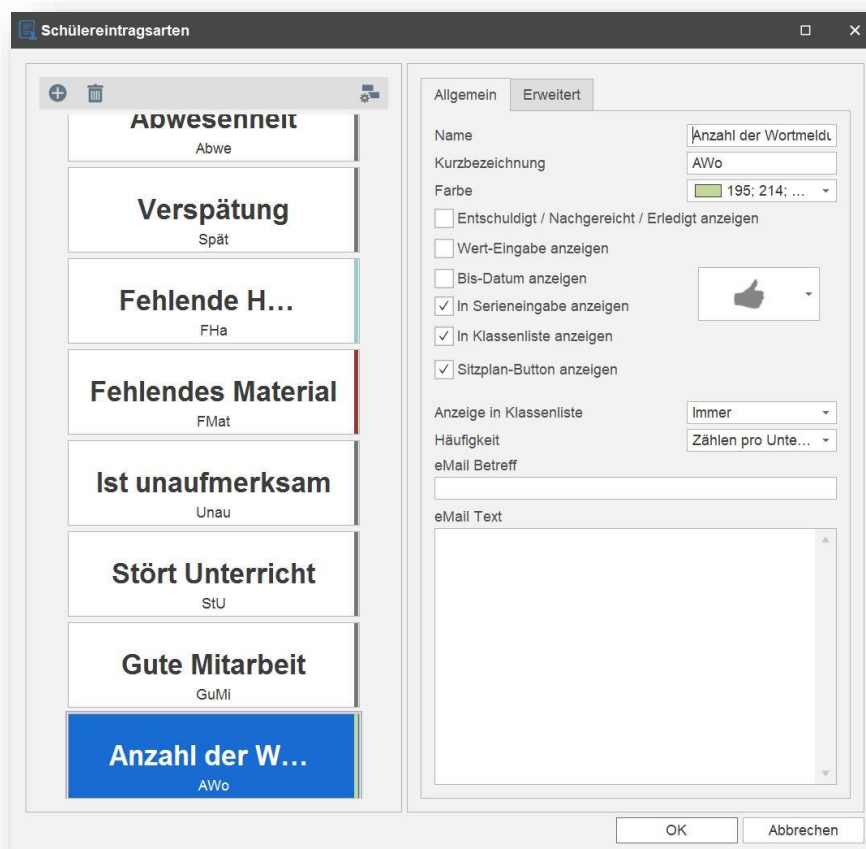 Schülereintragsarten
Abwesenheit
Abwe
Verspätung
Spät
Fehlende H...
FHa
Fehlendes Material
FMat
Ist unaufmerksam
Unau
Stört Unterricht
StU
Gute Mitarbeit
GuMi
Anzahl der W...
AWo
Allgemein Erweitert
Name Anzahl der Wortmeldu
Kurzbezeichnung AWo
Farbe 195; 214; ...
Entschuldigt / Nachgereicht / Erledigt anzeigen
Wert-Eingabe anzeigen
Bis-Datum anzeigen
In Serieneingabe anzeigen
In Klassenliste anzeigen
Sitzplan-Button anzeigen
Anzeige in Klassenliste Immer
Häufigkeit Zählen pro Unte...
eMail Betreff
eMail Text
OK Abbrechen